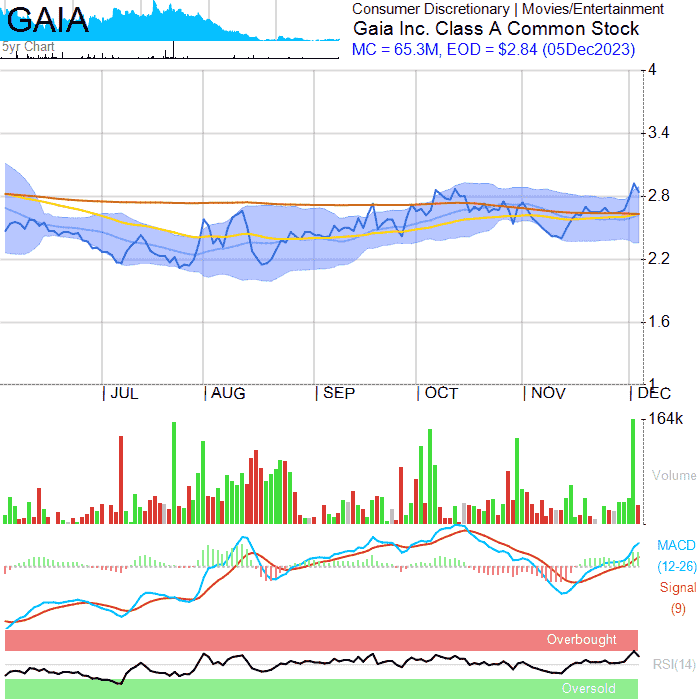 GAIA
5yr Chart
Consumer Discretionary | Movies/Entertainment
Gaia Inc. Class A Common Stock
MC = 65.3M, EOD = $2.84 (05Dec2023)
4
3.4
2.8
2.2
1.6
1
JUL AUG SEP OCT NOV DEC
164k
Volume
MACD
(12-26)
Signal
(9)
Overbought
RSI(14)
Oversold